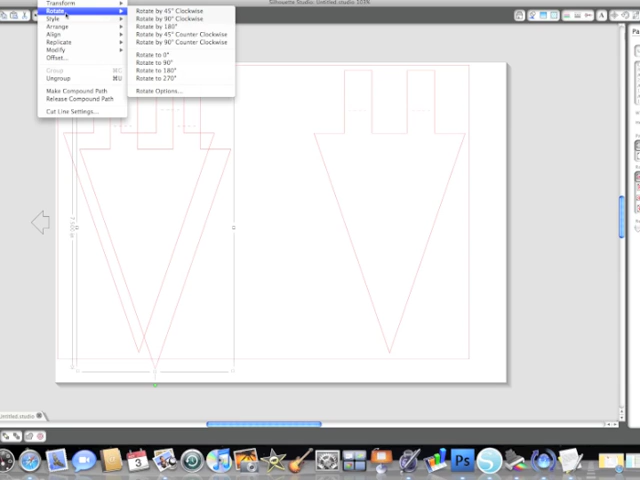 Silhouette Studio: Untitled.studio 103%
Transform
Rotate
Style
Arrange
Align
Replicate
Modify
Offset...
Group
Ungroup
Make Compound Path
Release Compound Path
Cut Line Settings...
Rotate by 45° Clockwise
Rotate by 90° Clockwise
Rotate by 180°
Rotate by 45° Counter Clockwise
Rotate by 90° Counter Clockwise
Rotate to 0°
Rotate to 90°
Rotate to 180°
Rotate to 270°
Rotate Options...
Untitled.studio
3
Ps